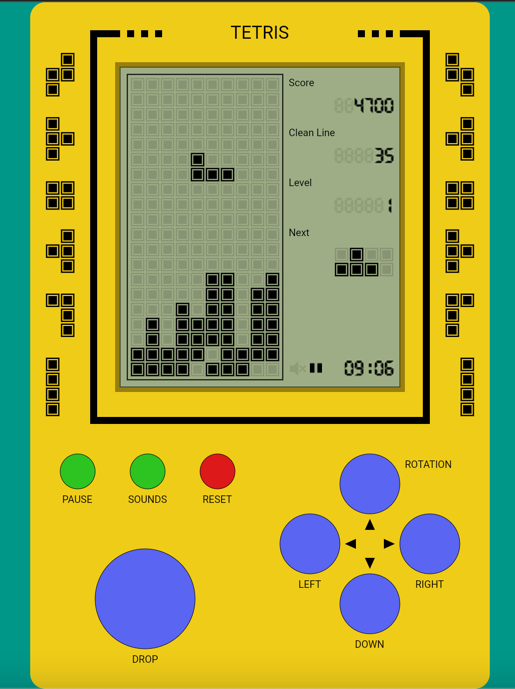 TETRIS
Score
4700
Clean Line
35
Level
1
Next
09:06
ROTATION
PAUSE
SOUNDS
RESET
LEFT
RIGHT
DOWN
DROP